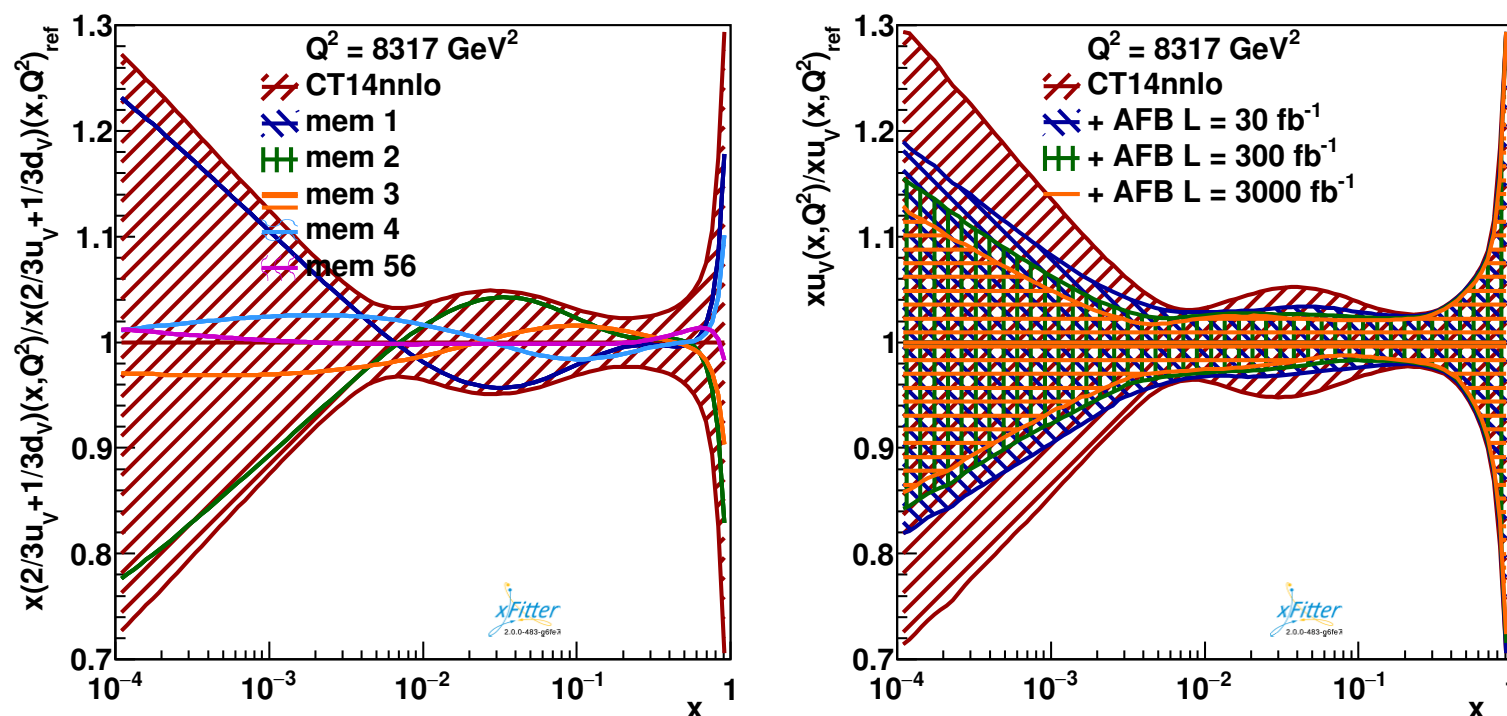 x(2/3u_V+1/3d_V)(x,Q²)/x(2/3u_V+1/3d_V)(x,Q²)_ref
1.3
1.2
1.1
1
0.9
0.8
0.7
Q² = 8317 GeV²
CT14nnlo
mem 1
mem 2
mem 3
mem 4
mem 56
xFitter
10⁻⁴
10⁻³
10⁻²
10⁻¹
1
x
xu_V(x,Q²)/xu_V(x,Q²)_ref
1.3
1.2
1.1
1
0.9
0.8
0.7
Q² = 8317 GeV²
CT14nnlo
+ AFB L = 30 fb⁻¹
+ AFB L = 300 fb⁻¹
+ AFB L = 3000 fb⁻¹
xFitter
10⁻⁴
10⁻³
10⁻²
10⁻¹
1
x